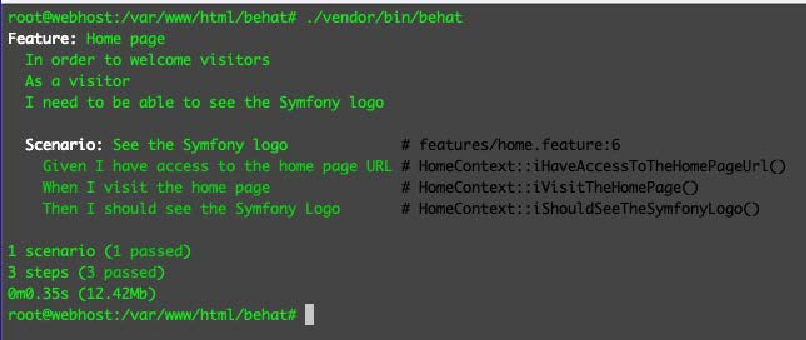 root@webhost:/var/www/html/behat# ./vendor/bin/behat
Feature: Home page
  In order to welcome visitors
  As a visitor
  I need to be able to see the Symfony logo

  Scenario: See the Symfony logo             # features/home.feature:6
    Given I have access to the home page URL # HomeContext::iHaveAccessToTheHomePageUrl()
    When I visit the home page               # HomeContext::iVisitTheHomePage()
    Then I should see the Symfony Logo       # HomeContext::iShouldSeeTheSymfonyLogo()

1 scenario (1 passed)
3 steps (3 passed)
0m0.35s (12.42Mb)
root@webhost:/var/www/html/behat#